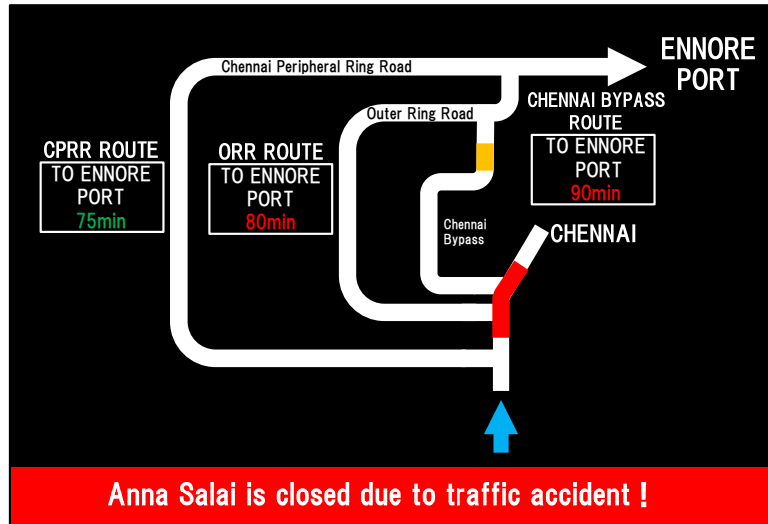 ENNORE
PORT
Chennai Peripheral Ring Road
Outer Ring Road
CHENNAI BYPASS
ROUTE
TO ENNORE
PORT
90min
CPRR ROUTE
TO ENNORE
PORT
75min
ORR ROUTE
TO ENNORE
PORT
80min
Chennai
Bypass
CHENNAI
Anna Salai is closed due to traffic accident !